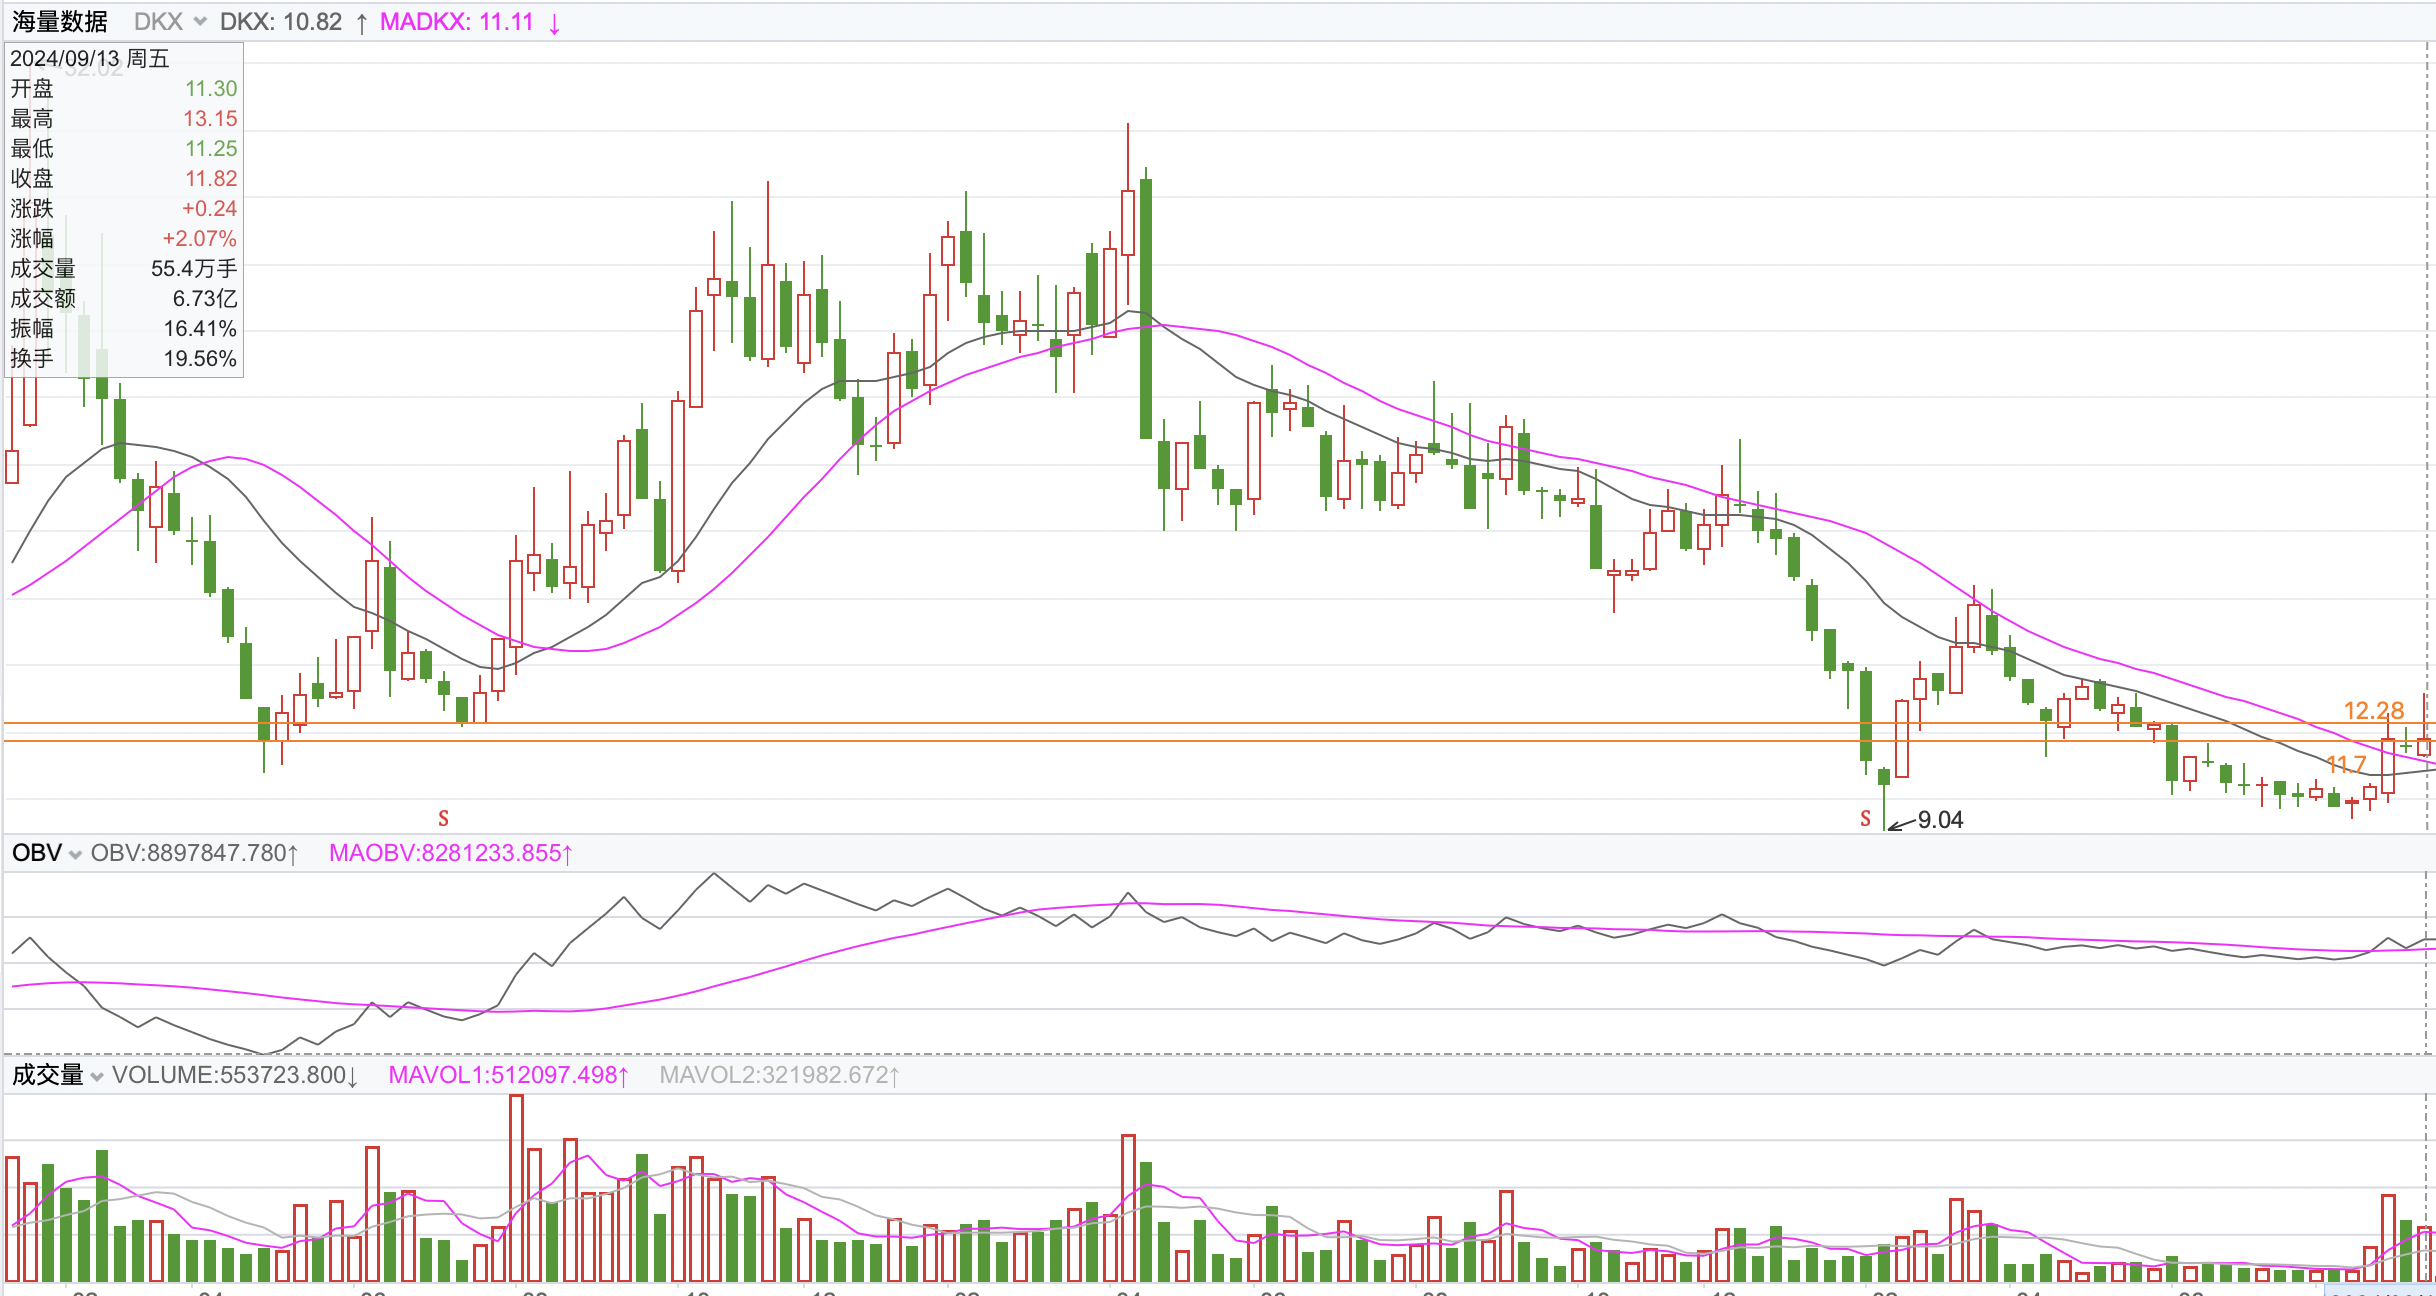 海量数据 DKX DKX: 10.82 ↑ MADKX: 11.11 ↓
2024/09/13 周五
32.02
开盘 11.30
最高 13.15
最低 11.25
收盘 11.82
涨跌 +0.24
涨幅 +2.07%
成交量 55.4万手
成交额 6.73亿
振幅 16.41%
换手 19.56%
12.28
11.7
S
S
9.04
OBV OBV:8897847.780↑ MAOBV:8281233.855↑
成交量 VOLUME:553723.800↓ MAVOL1:512097.498↑ MAVOL2:321982.672↑